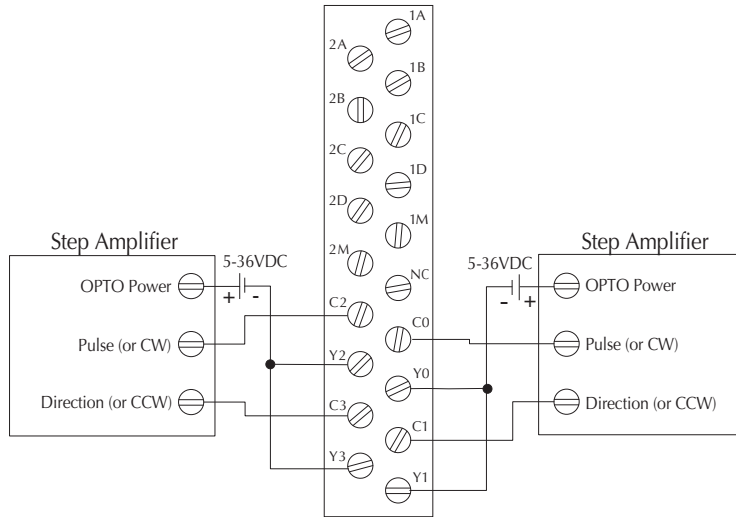 1A
2A
1B
2B
1C
2C
1D
2D
1M
2M
NC
Step Amplifier
5-36VDC
+ -
OPTO Power
Pulse (or CW)
Direction (or CCW)
C2
Y2
C3
Y3
C0
Y0
C1
Y1
Step Amplifier
5-36VDC
- +
OPTO Power
Pulse (or CW)
Direction (or CCW)